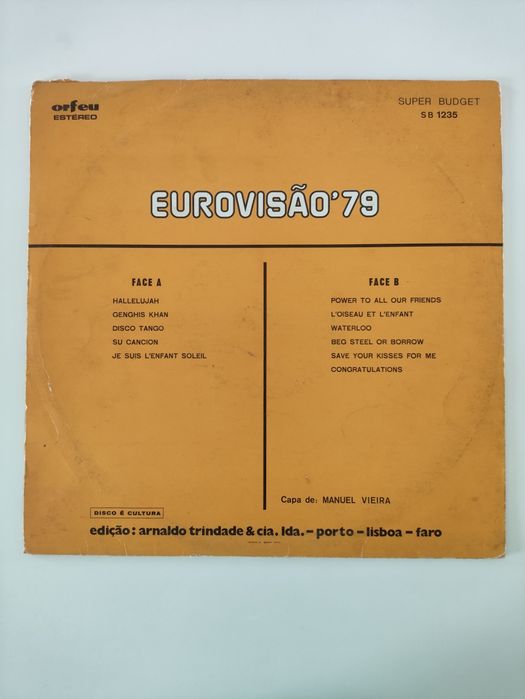 orfeu
ESTÉREO
SUPER BUDGET
SB 1235
EUROVISÃO'79
FACE A
HALLELUJAH
GENGHIS KHAN
DISCO TANGO
SU CANCION
JE SUIS L'ENFANT SOLEIL
FACE B
POWER TO ALL OUR FRIENDS
L'OISEAU ET L'ENFANT
WATERLOO
BEG STEEL OR BORROW
SAVE YOUR KISSES FOR ME
CONGRATULATIONS
Capa de: MANUEL VIEIRA
DISCO É CULTURA
edição: arnaldo trindade & cia. lda. – porto – lisboa – faro